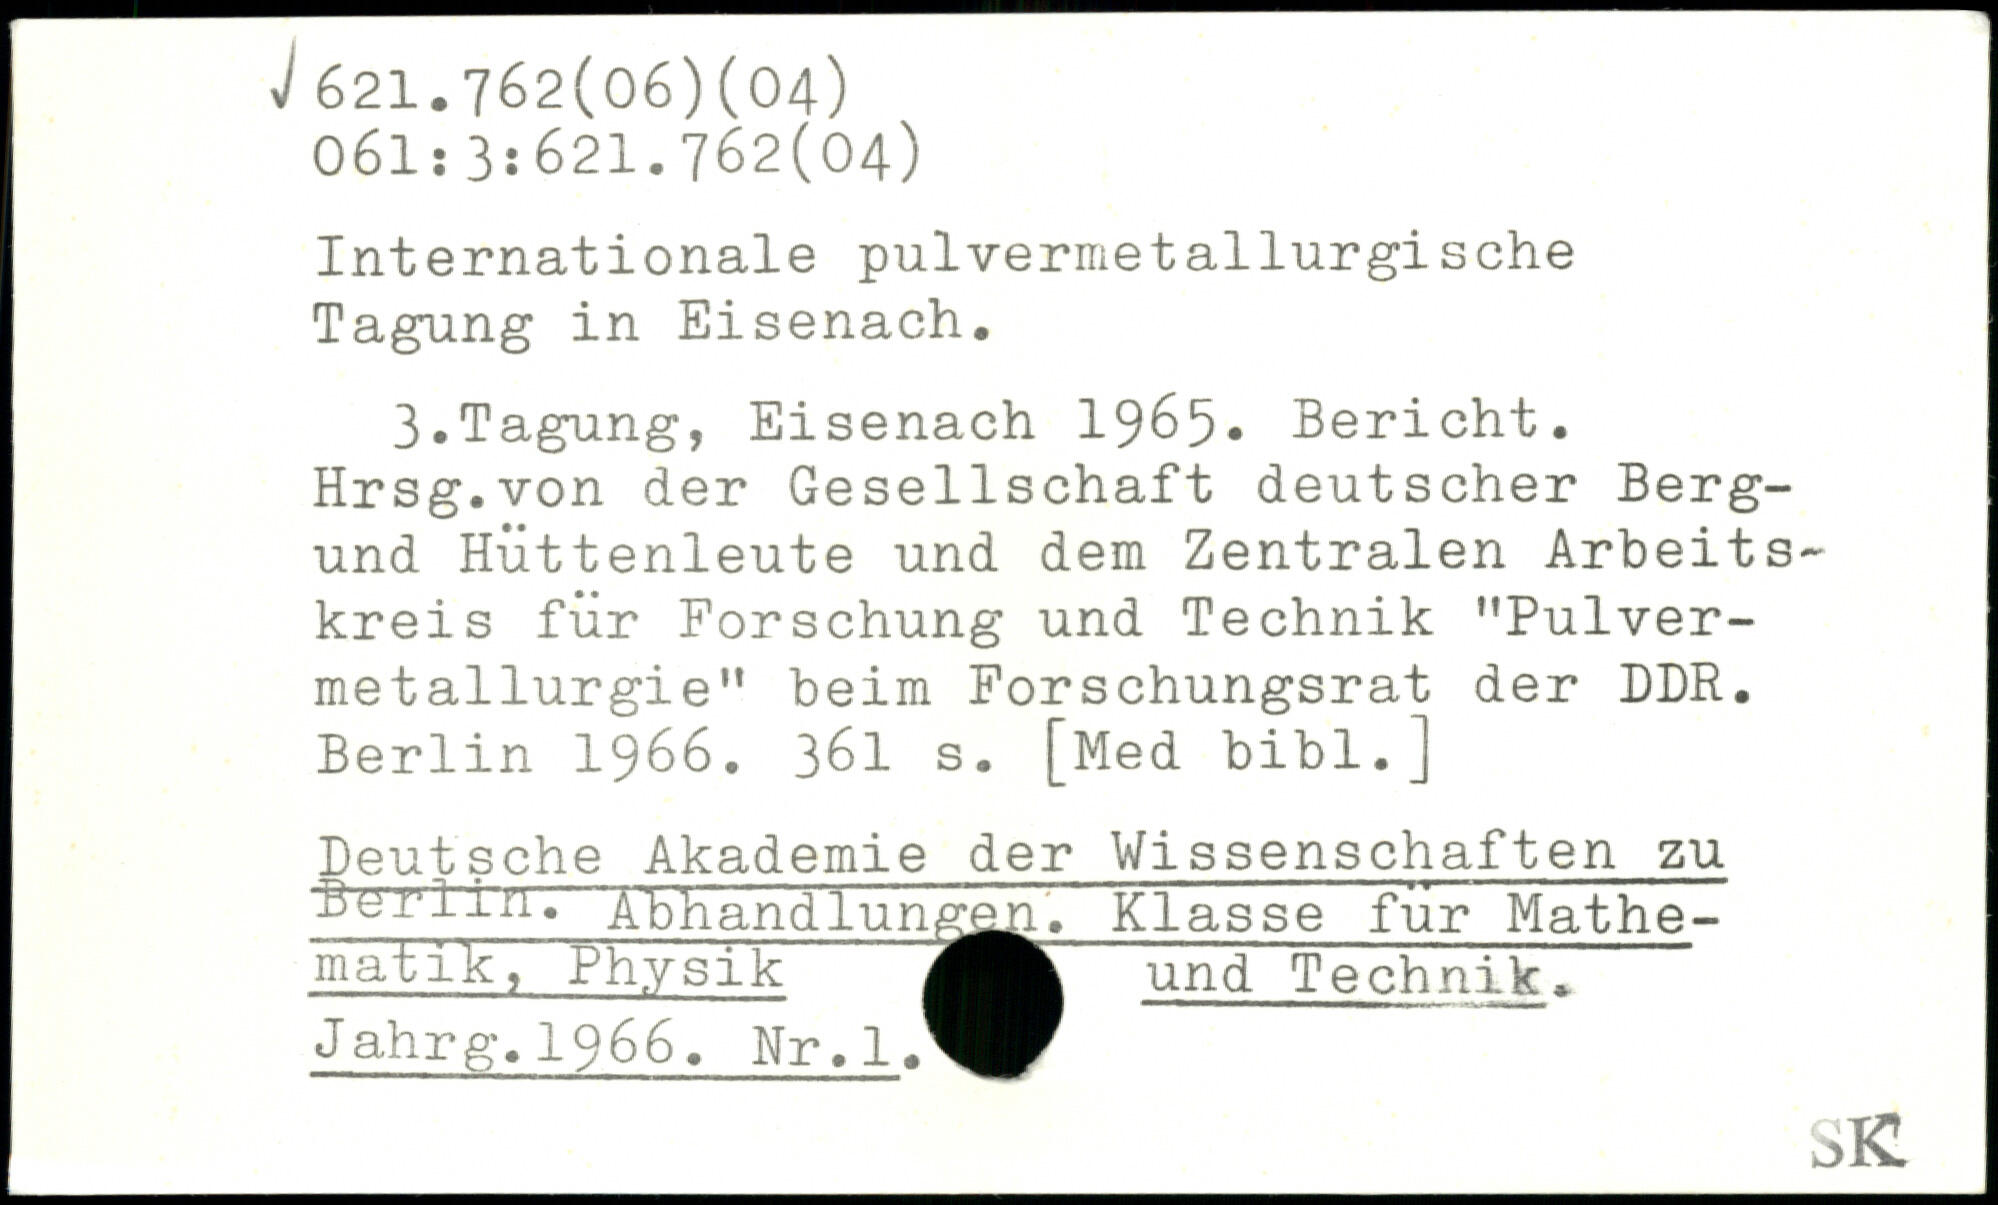 √ 621.762(06)(04)
061:3:621.762(04)
Internationale pulvermetallurgische
Tagung in Eisenach.
3.Tagung, Eisenach 1965. Bericht.
Hrsg.von der Gesellschaft deutscher Berg-
und Hüttenleute und dem Zentralen Arbeits-
kreis für Forschung und Technik "Pulver-
metallurgie" beim Forschungsrat der DDR.
Berlin 1966. 361 s. [Med bibl.]
Deutsche Akademie der Wissenschaften zu
Berlin. Abhandlungen. Klasse für Mathe-
matik, Physik und Technik.
Jahrg.1966. Nr.1.
SK